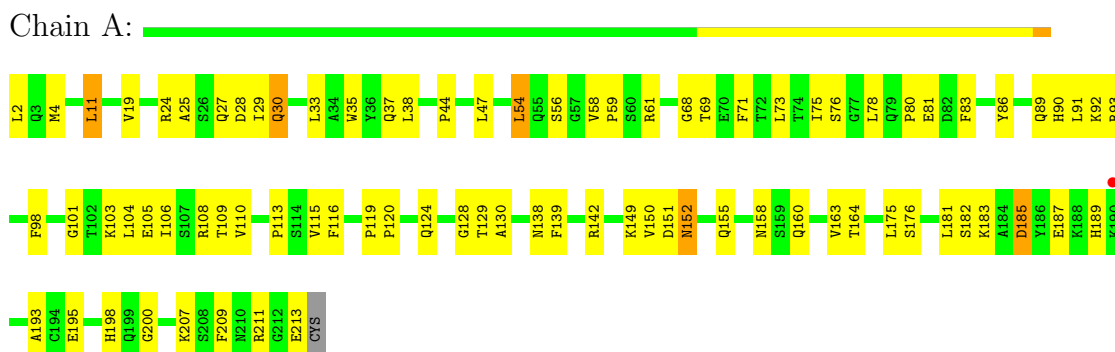 Chain A:
L2 Q3 M4 L11 V19 R24 A25 S26 Q27 D28 I29 Q30 L33 A34 W35 Y36 Q37 L38 P44 L47 L54 Q55 S56 G57 V58 P59 S60 R61 G68 T69 E70 F71 T72 L73 T74 I75 S76 G77 L78 Q79 P80 E81 D82 F83 Y86 Q89 H90 L91 K92
F98 G101 T102 K103 L104 E105 I106 S107 R108 T109 V110 P113 S114 V115 F116 P119 P120 Q124 G128 T129 A130 N138 F139 R142 K149 V150 D151 N152 Q155 N158 S159 Q160 V163 T164 L175 S176 L181 S182 K183 A184 D185 Y186 E187 K188 H189 K190
A193 C194 E195 H198 Q199 G200 K207 S208 F209 N210 R211 G212 E213 CYS